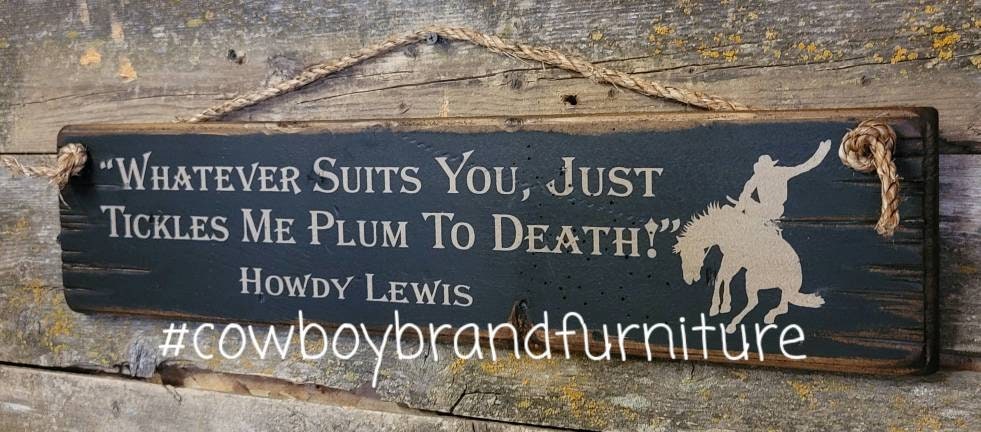 “Whatever Suits You, Just
Tickles Me Plum To Death!”
Howdy Lewis
#cowboybrandfurniture